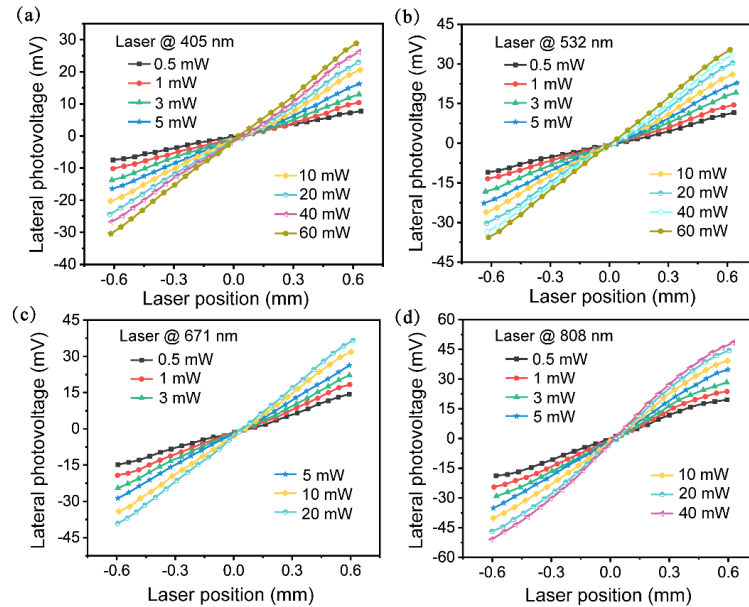 (a)
Laser @ 405 nm
0.5 mW
1 mW
3 mW
5 mW
10 mW
20 mW
40 mW
60 mW
30
20
10
0
-10
-20
-30
-40
Lateral photovoltage (mV)
-0.6 -0.3 0.0 0.3 0.6
Laser position (mm)
(b)
Laser @ 532 nm
0.5 mW
1 mW
3 mW
5 mW
10 mW
20 mW
40 mW
60 mW
45
30
15
0
-15
-30
-45
Lateral photovoltage (mV)
-0.6 -0.3 0.0 0.3 0.6
Laser position (mm)
(c)
Laser @ 671 nm
0.5 mW
1 mW
3 mW
5 mW
10 mW
20 mW
45
30
15
0
-15
-30
-45
Lateral photovoltage (mV)
-0.6 -0.3 0.0 0.3 0.6
Laser position (mm)
(d)
Laser @ 808 nm
0.5 mW
1 mW
3 mW
5 mW
10 mW
20 mW
40 mW
60
45
30
15
0
-15
-30
-45
-60
Lateral photovoltage (mV)
-0.6 -0.3 0.0 0.3 0.6
Laser position (mm)